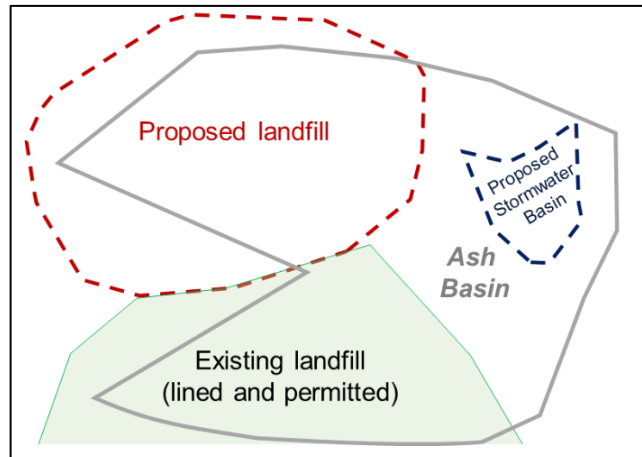 Proposed landfill
Proposed
Stormwater
Basin
Ash
Basin
Existing landfill
(lined and permitted)